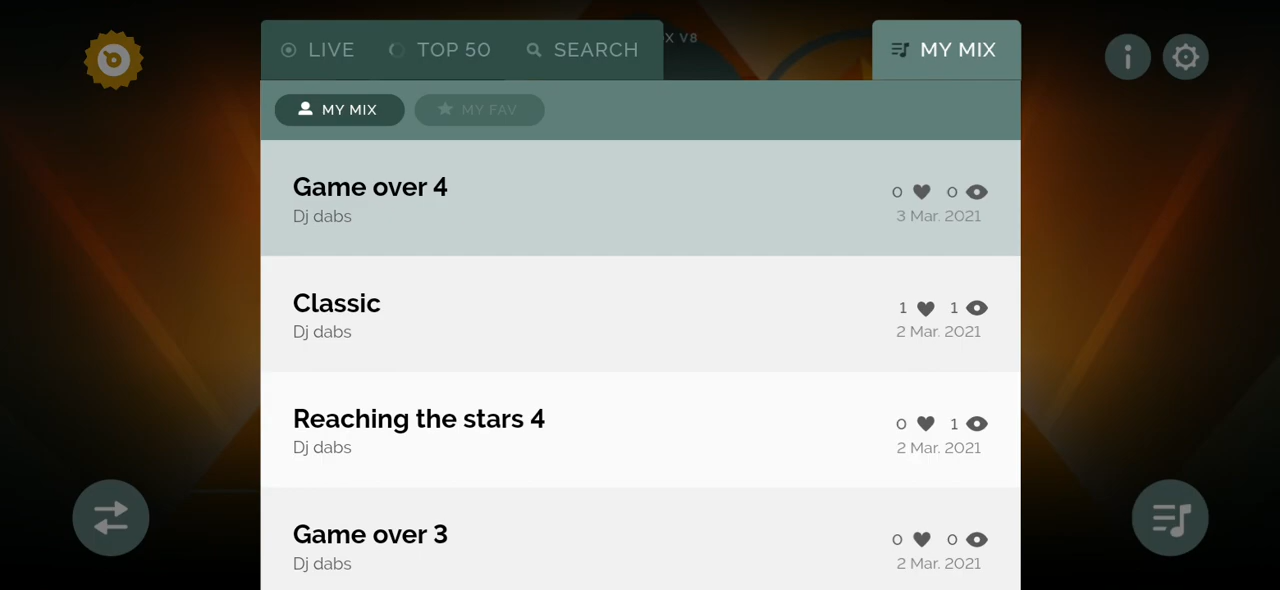 LIVE TOP 50 SEARCH X V8 MY MIX
MY MIX MY FAV
Game over 4
0 0
Dj dabs
3 Mar. 2021
Classic
1 1
Dj dabs
2 Mar. 2021
Reaching the stars 4
0 1
Dj dabs
2 Mar. 2021
Game over 3
0 0
Dj dabs
2 Mar. 2021